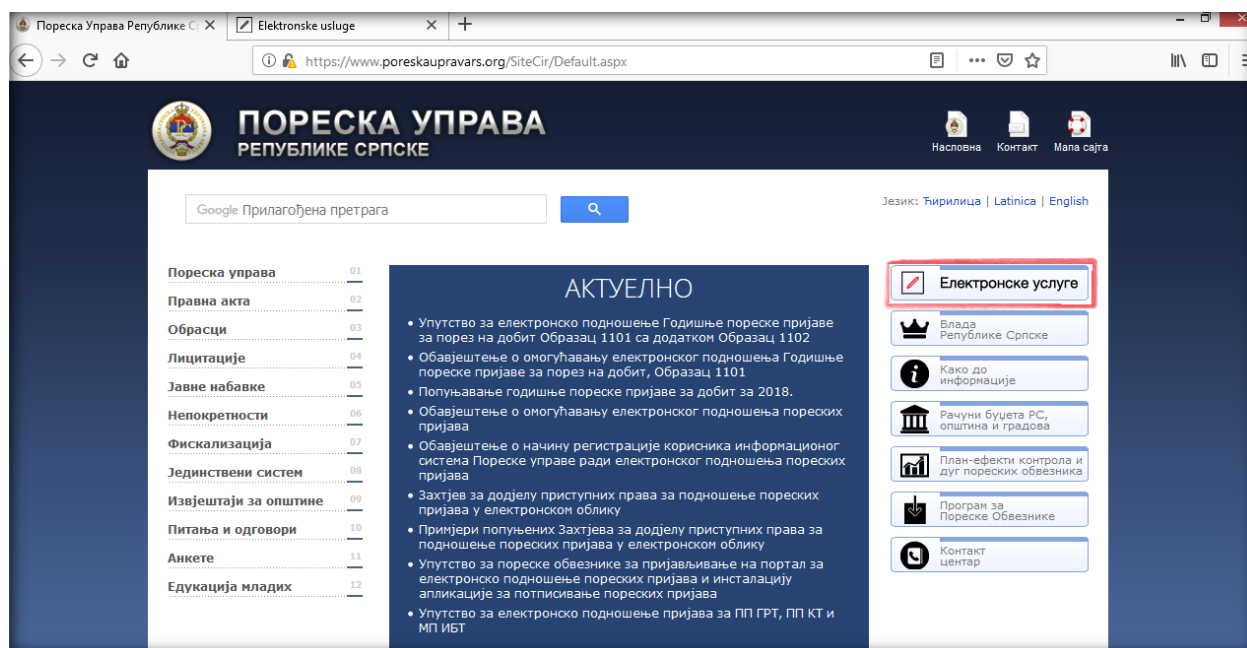 Пореска Управа Републике С
Elektronske usluge
https://www.poreskaupravars.org/SiteCir/Default.aspx
ПОРЕСКА УПРАВА
РЕПУБЛИКЕ СРПСКЕ
Насловна
Контакт
Мапа сајта
Google Прилагођена претрага
Језик: Ћирилица | Latinica | English
Пореска управа 01
Правна акта 02
Обрасци 03
Лицитације 04
Јавне набавке 05
Непокретности 06
Фискализација 07
Јединствени систем 08
Извјештаји за општине 09
Питања и одговори 10
Анкете 11
Едукација младих 12
АКТУЕЛНО
• Упутство за електронско подношење Годишње пореске пријаве
за порез на добит Образац 1101 са додатком Образац 1102
• Обавјештење о омогућавању електронског подношења Годишње
пореске пријаве за порез на добит, Образац 1101
• Попуњавање годишње пореске пријаве за добит за 2018.
• Обавјештење о омогућавању електронског подношења пореских
пријава
• Обавјештење о начину регистрације корисника информационог
система Пореске управе ради електронског подношења пореских
пријава
• Захтјев за додјелу приступних права за подношење пореских
пријава у електронском облику
• Примјери попуњених Захтјева за додјелу приступних права за
подношење пореских пријава у електронском облику
• Упутство за пореске обвезнике за пријављивање на портал за
електронско подношење пореских пријава и инсталацију
апликације за потписивање пореских пријава
• Упутство за електронско подношење пријава за ПП ГРТ, ПП КТ и
МП ИБТ
Електронске услуге
Влада
Републике Српске
Како до
информације
Рачуни буџета РС,
општина и градова
План-ефекти контрола и
дуг пореских обвезника
Програм за
Пореске Обвезнике
Контакт
центар